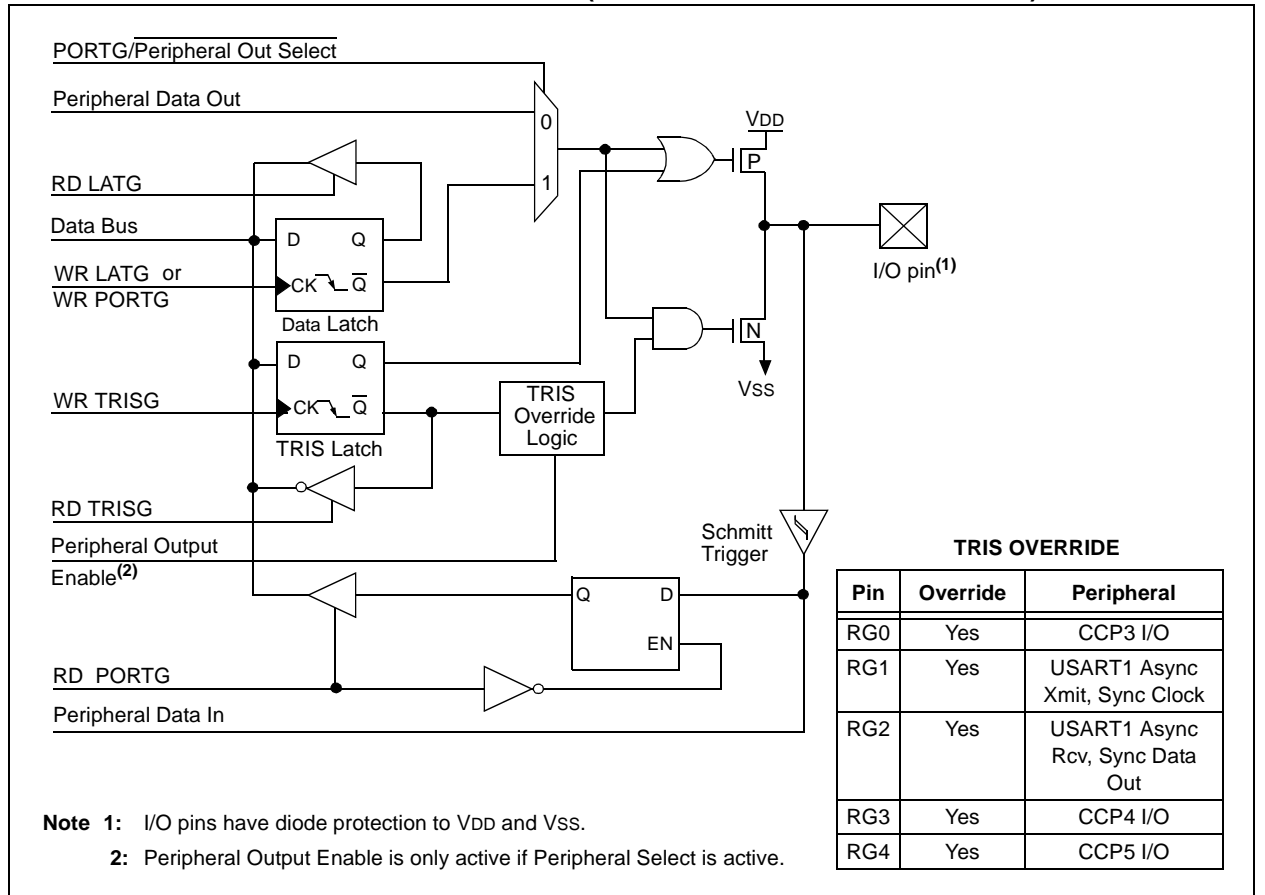 PORTG/Peripheral Out Select
Peripheral Data Out
VDD
0
P
RD LATG
1
Data Bus
D Q
I/O pin(1)
WR LATG or
WR PORTG
CK Q
Data Latch
N
D Q
VSS
WR TRISG
CK Q
TRIS
Override
Logic
TRIS Latch
RD TRISG
Schmitt
Trigger
Peripheral Output
Enable(2)
Q D
EN
RD PORTG
Peripheral Data In
TRIS OVERRIDE
Pin Override Peripheral
RG0 Yes CCP3 I/O
RG1 Yes USART1 Async
Xmit, Sync Clock
RG2 Yes USART1 Async
Rcv, Sync Data
Out
RG3 Yes CCP4 I/O
RG4 Yes CCP5 I/O
Note 1: I/O pins have diode protection to VDD and VSS.
2: Peripheral Output Enable is only active if Peripheral Select is active.